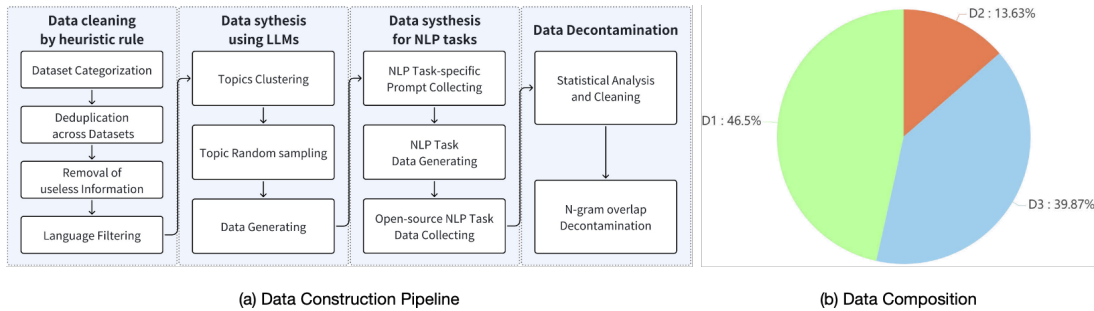 Data cleaning
by heuristic rule
Dataset Categorization
Deduplication
across Datasets
Removal of
useless Information
Language Filtering
Data sythesis
using LLMs
Topics Clustering
Topic Random sampling
Data Generating
Data systhesis
for NLP tasks
NLP Task-specific
Prompt Collecting
NLP Task
Data Generating
Open-source NLP Task
Data Collecting
Data Decontamination
Statistical Analysis
and Cleaning
N-gram overlap
Decontamination
(a) Data Construction Pipeline
D2 : 13.63%
D1 : 46.5%
D3 : 39.87%
(b) Data Composition